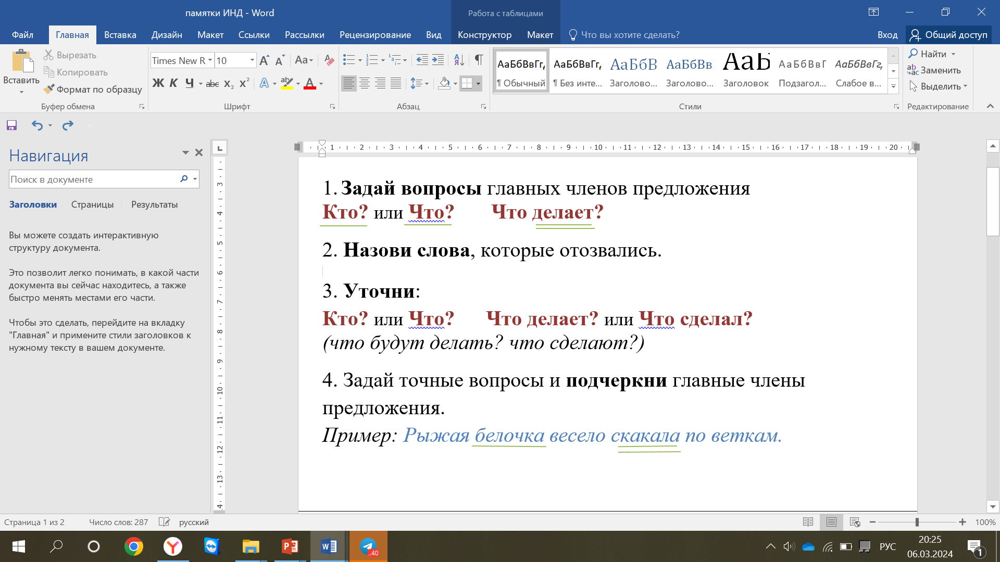 памятки ИНД - Word
Работа с таблицами
Файл Главная Вставка Дизайн Макет Ссылки Рассылки Рецензирование Вид Конструктор Макет Что вы хотите сделать? Вход Общий доступ
Вставить
Вырезать
Копировать
Формат по образцу
Буфер обмена
Times New R 10
Ж К Ч abc x₂ x²
Шрифт
Абзац
АаБбВвГг, АаБбВвГг, АаБбВ АаБбВв АаБ АаБбВвГ АаБбВвГг,
¶ Обычный ¶ Без инте... Заголово... Заголово... Заголовок Подзагол... Слабое в...
Стили
Найти
Заменить
Выделить
Редактирование
Навигация
Поиск в документе
Заголовки Страницы Результаты
Вы можете создать интерактивную
структуру документа.
Это позволит легко понимать, в какой части
документа вы сейчас находитесь, а также
быстро менять местами его части.
Чтобы это сделать, перейдите на вкладку
"Главная" и примените стили заголовков к
нужному тексту в вашем документе.
1 2 3 4 5 6 7 8 9 10 11 12 13 14 15 16 17 18 19 20
3 4 5 6 7 8 9 10 11 12 13 14
1. Задай вопросы главных членов предложения
Кто? или Что? Что делает?
2. Назови слова, которые отозвались.
3. Уточни:
Кто? или Что? Что делает? или Что сделал?
(что будут делать? что сделают?)
4. Задай точные вопросы и подчеркни главные члены
предложения.
Пример: Рыжая белочка весело скакала по веткам.
Страница 1 из 2 Число слов: 287 русский 100%
..40
РУС
20:25
06.03.2024
1